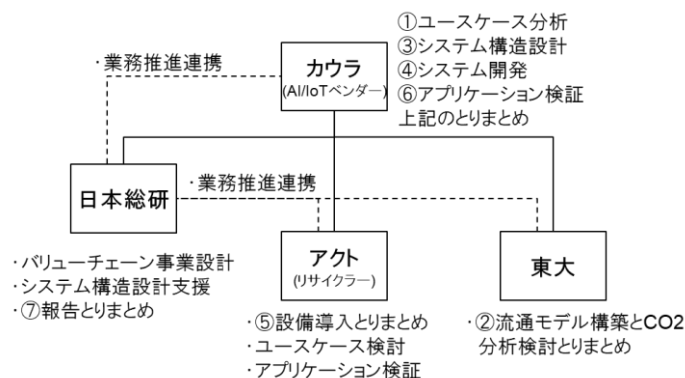 カウラ
(AI/IoTベンダー)
①ユースケース分析
③システム構造設計
④システム開発
⑥アプリケーション検証
上記のとりまとめ
・業務推進連携
日本総研
・業務推進連携
・バリューチェーン事業設計
・システム構造設計支援
・⑦報告とりまとめ
アクト
(リサイクラー)
・⑤設備導入とりまとめ
・ユースケース検討
・アプリケーション検証
東大
・②流通モデル構築とCO2
分析検討とりまとめ